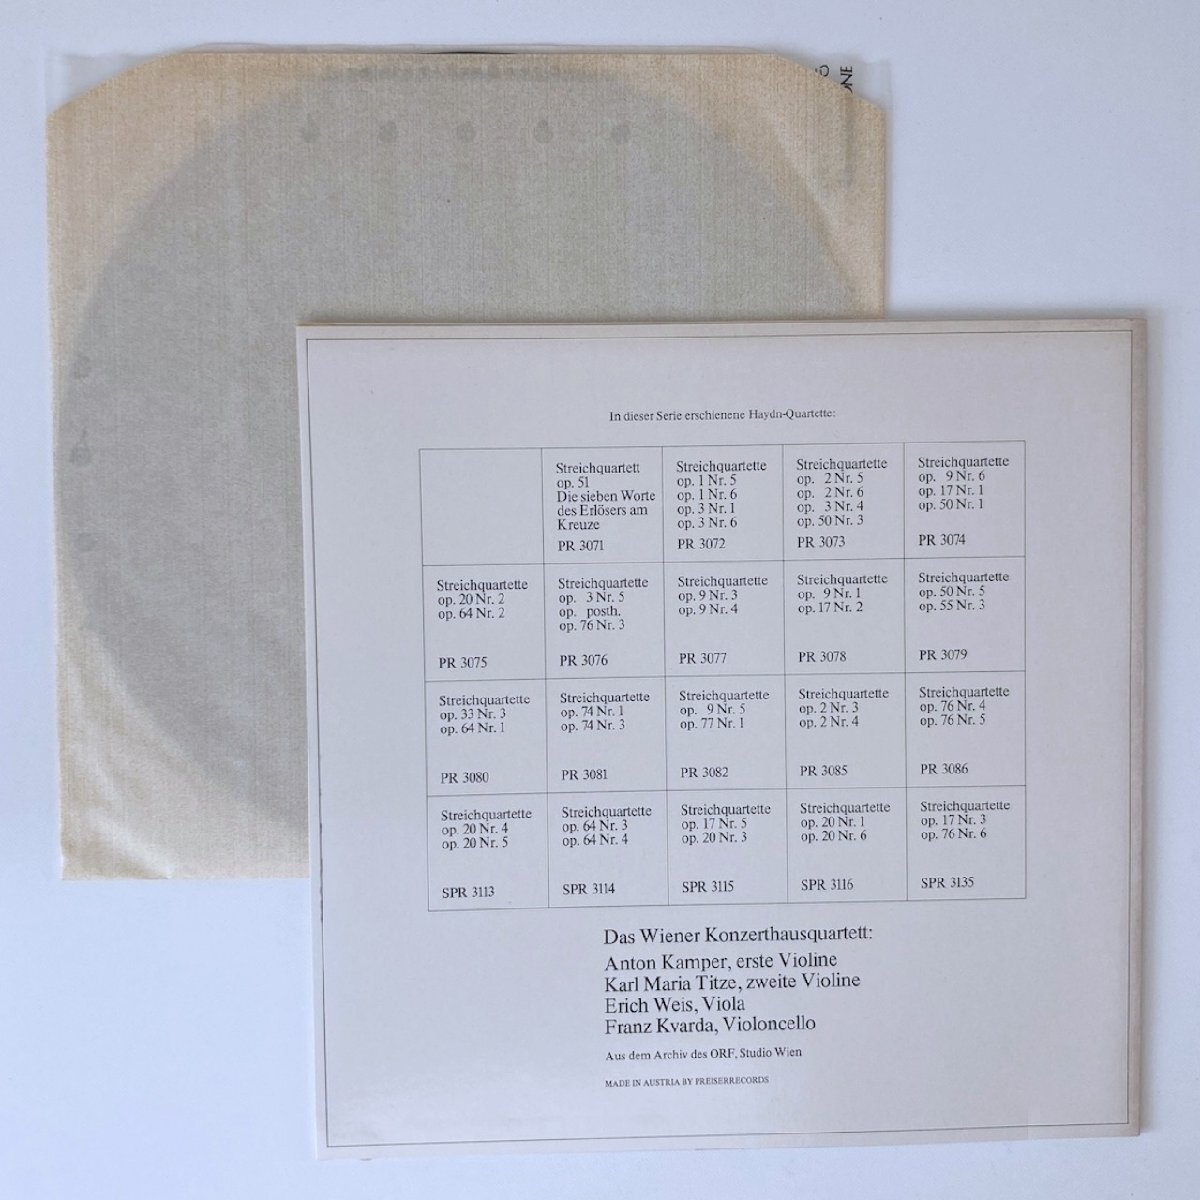 In dieser Serie erschienene Haydn-Quartette:
Streichquartett
op. 51
Die sieben Worte
des Erlösers am
Kreuze
PR 3071
Streichquartette
op. 1 Nr. 5
op. 1 Nr. 6
op. 3 Nr. 1
op. 3 Nr. 6
PR 3072
Streichquartette
op. 2 Nr. 5
op. 2 Nr. 6
op. 3 Nr. 4
op. 50 Nr. 3
PR 3073
Streichquartette
op. 9 Nr. 6
op. 17 Nr. 1
op. 50 Nr. 1
PR 3074
Streichquartette
op. 20 Nr. 2
op. 64 Nr. 2
PR 3075
Streichquartette
op. 3 Nr. 5
op. posth.
op. 76 Nr. 3
PR 3076
Streichquartette
op. 9 Nr. 3
op. 9 Nr. 4
PR 3077
Streichquartette
op. 9 Nr. 1
op. 17 Nr. 2
PR 3078
Streichquartette
op. 50 Nr. 5
op. 55 Nr. 3
PR 3079
Streichquartette
op. 33 Nr. 3
op. 64 Nr. 1
PR 3080
Streichquartette
op. 74 Nr. 1
op. 74 Nr. 3
PR 3081
Streichquartette
op. 9 Nr. 5
op. 77 Nr. 1
PR 3082
Streichquartette
op. 2 Nr. 3
op. 2 Nr. 4
PR 3085
Streichquartette
op. 76 Nr. 4
op. 76 Nr. 5
PR 3086
Streichquartette
op. 20 Nr. 4
op. 20 Nr. 5
SPR 3113
Streichquartette
op. 64 Nr. 3
op. 64 Nr. 4
SPR 3114
Streichquartette
op. 17 Nr. 5
op. 20 Nr. 3
SPR 3115
Streichquartette
op. 20 Nr. 1
op. 20 Nr. 6
SPR 3116
Streichquartette
op. 17 Nr. 3
op. 76 Nr. 6
SPR 3135
Das Wiener Konzerthausquartett:
Anton Kamper, erste Violine
Karl Maria Titze, zweite Violine
Erich Weis, Viola
Franz Kvarda, Violoncello
Aus dem Archiv des ORF, Studio Wien
MADE IN AUSTRIA BY PREISERRECORDS